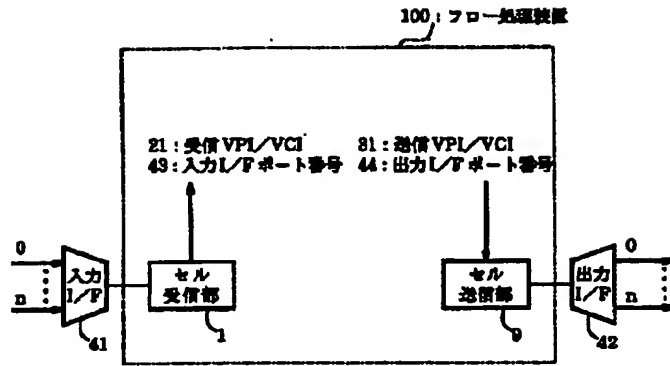 100:フロー処理装置
21:受信VPI/VCI
43:入力I/Fポート番号
31:送信VPI/VCI
44:出力I/Fポート番号
0
n
入力
I/F
41
セル
受信部
1
セル
送信部
9
出力
I/F
42
0
n